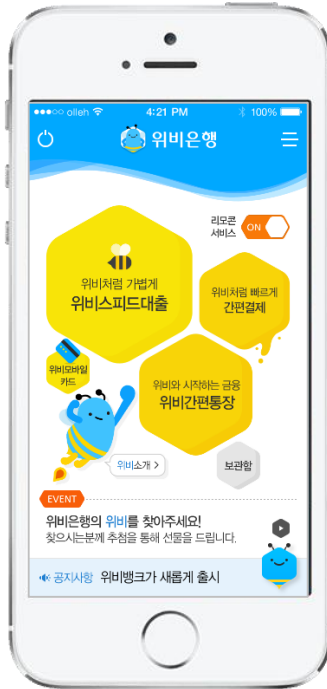 olleh 4:21 PM 100%
위비은행
리모콘
서비스 ON
위비처럼 가볍게
위비스피드대출
위비처럼 빠르게
간편결제
위비모바일
카드
위비와 시작하는 금융
위비간편통장
위비소개 >
보관함
EVENT
위비은행의 위비를 찾아주세요!
찾으시는분께 추첨을 통해 선물을 드립니다.
공지사항 위비뱅크가 새롭게 출시